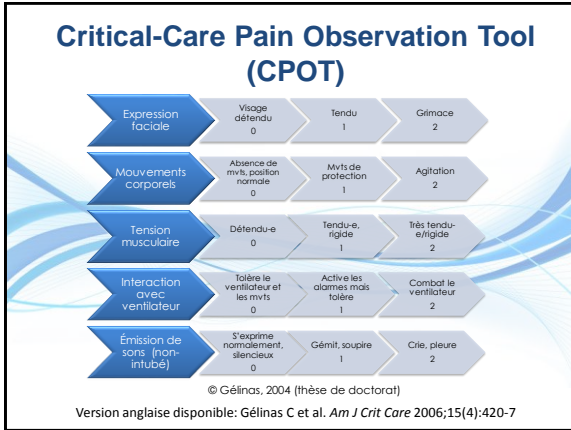 Critical-Care Pain Observation Tool
(CPOT)
Expression
faciale
Visage
détendu
0
Tendu
1
Grimace
2
Mouvements
corporels
Absence de
mvts, position
normale
0
Mvts de
protection
1
Agitation
2
Tension
musculaire
Détendu-e
0
Tendu-e,
rigide
1
Très tendu-
e/rigide
2
Interaction
avec
ventilateur
Tolère le
ventilateur et
les mvts
0
Active les
alarmes mais
tolère
1
Combat le
ventilateur
2
Émission de
sons (non-
intubé)
S'exprime
normalement,
silencieux
0
Gémit, soupire
1
Crie, pleure
2
© Gélinas, 2004 (thèse de doctorat)
Version anglaise disponible: Gélinas C et al. Am J Crit Care 2006;15(4):420-7